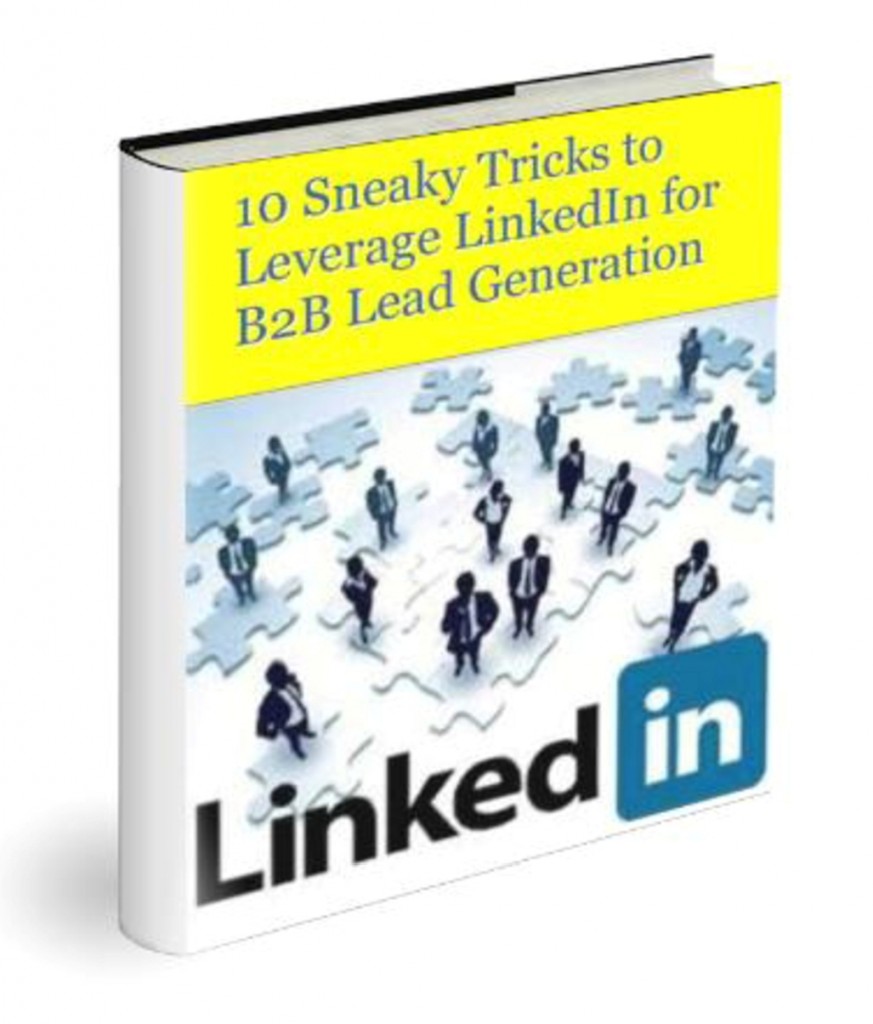 10 Sneaky Tricks to
Leverage LinkedIn for
B2B Lead Generation
Linked in